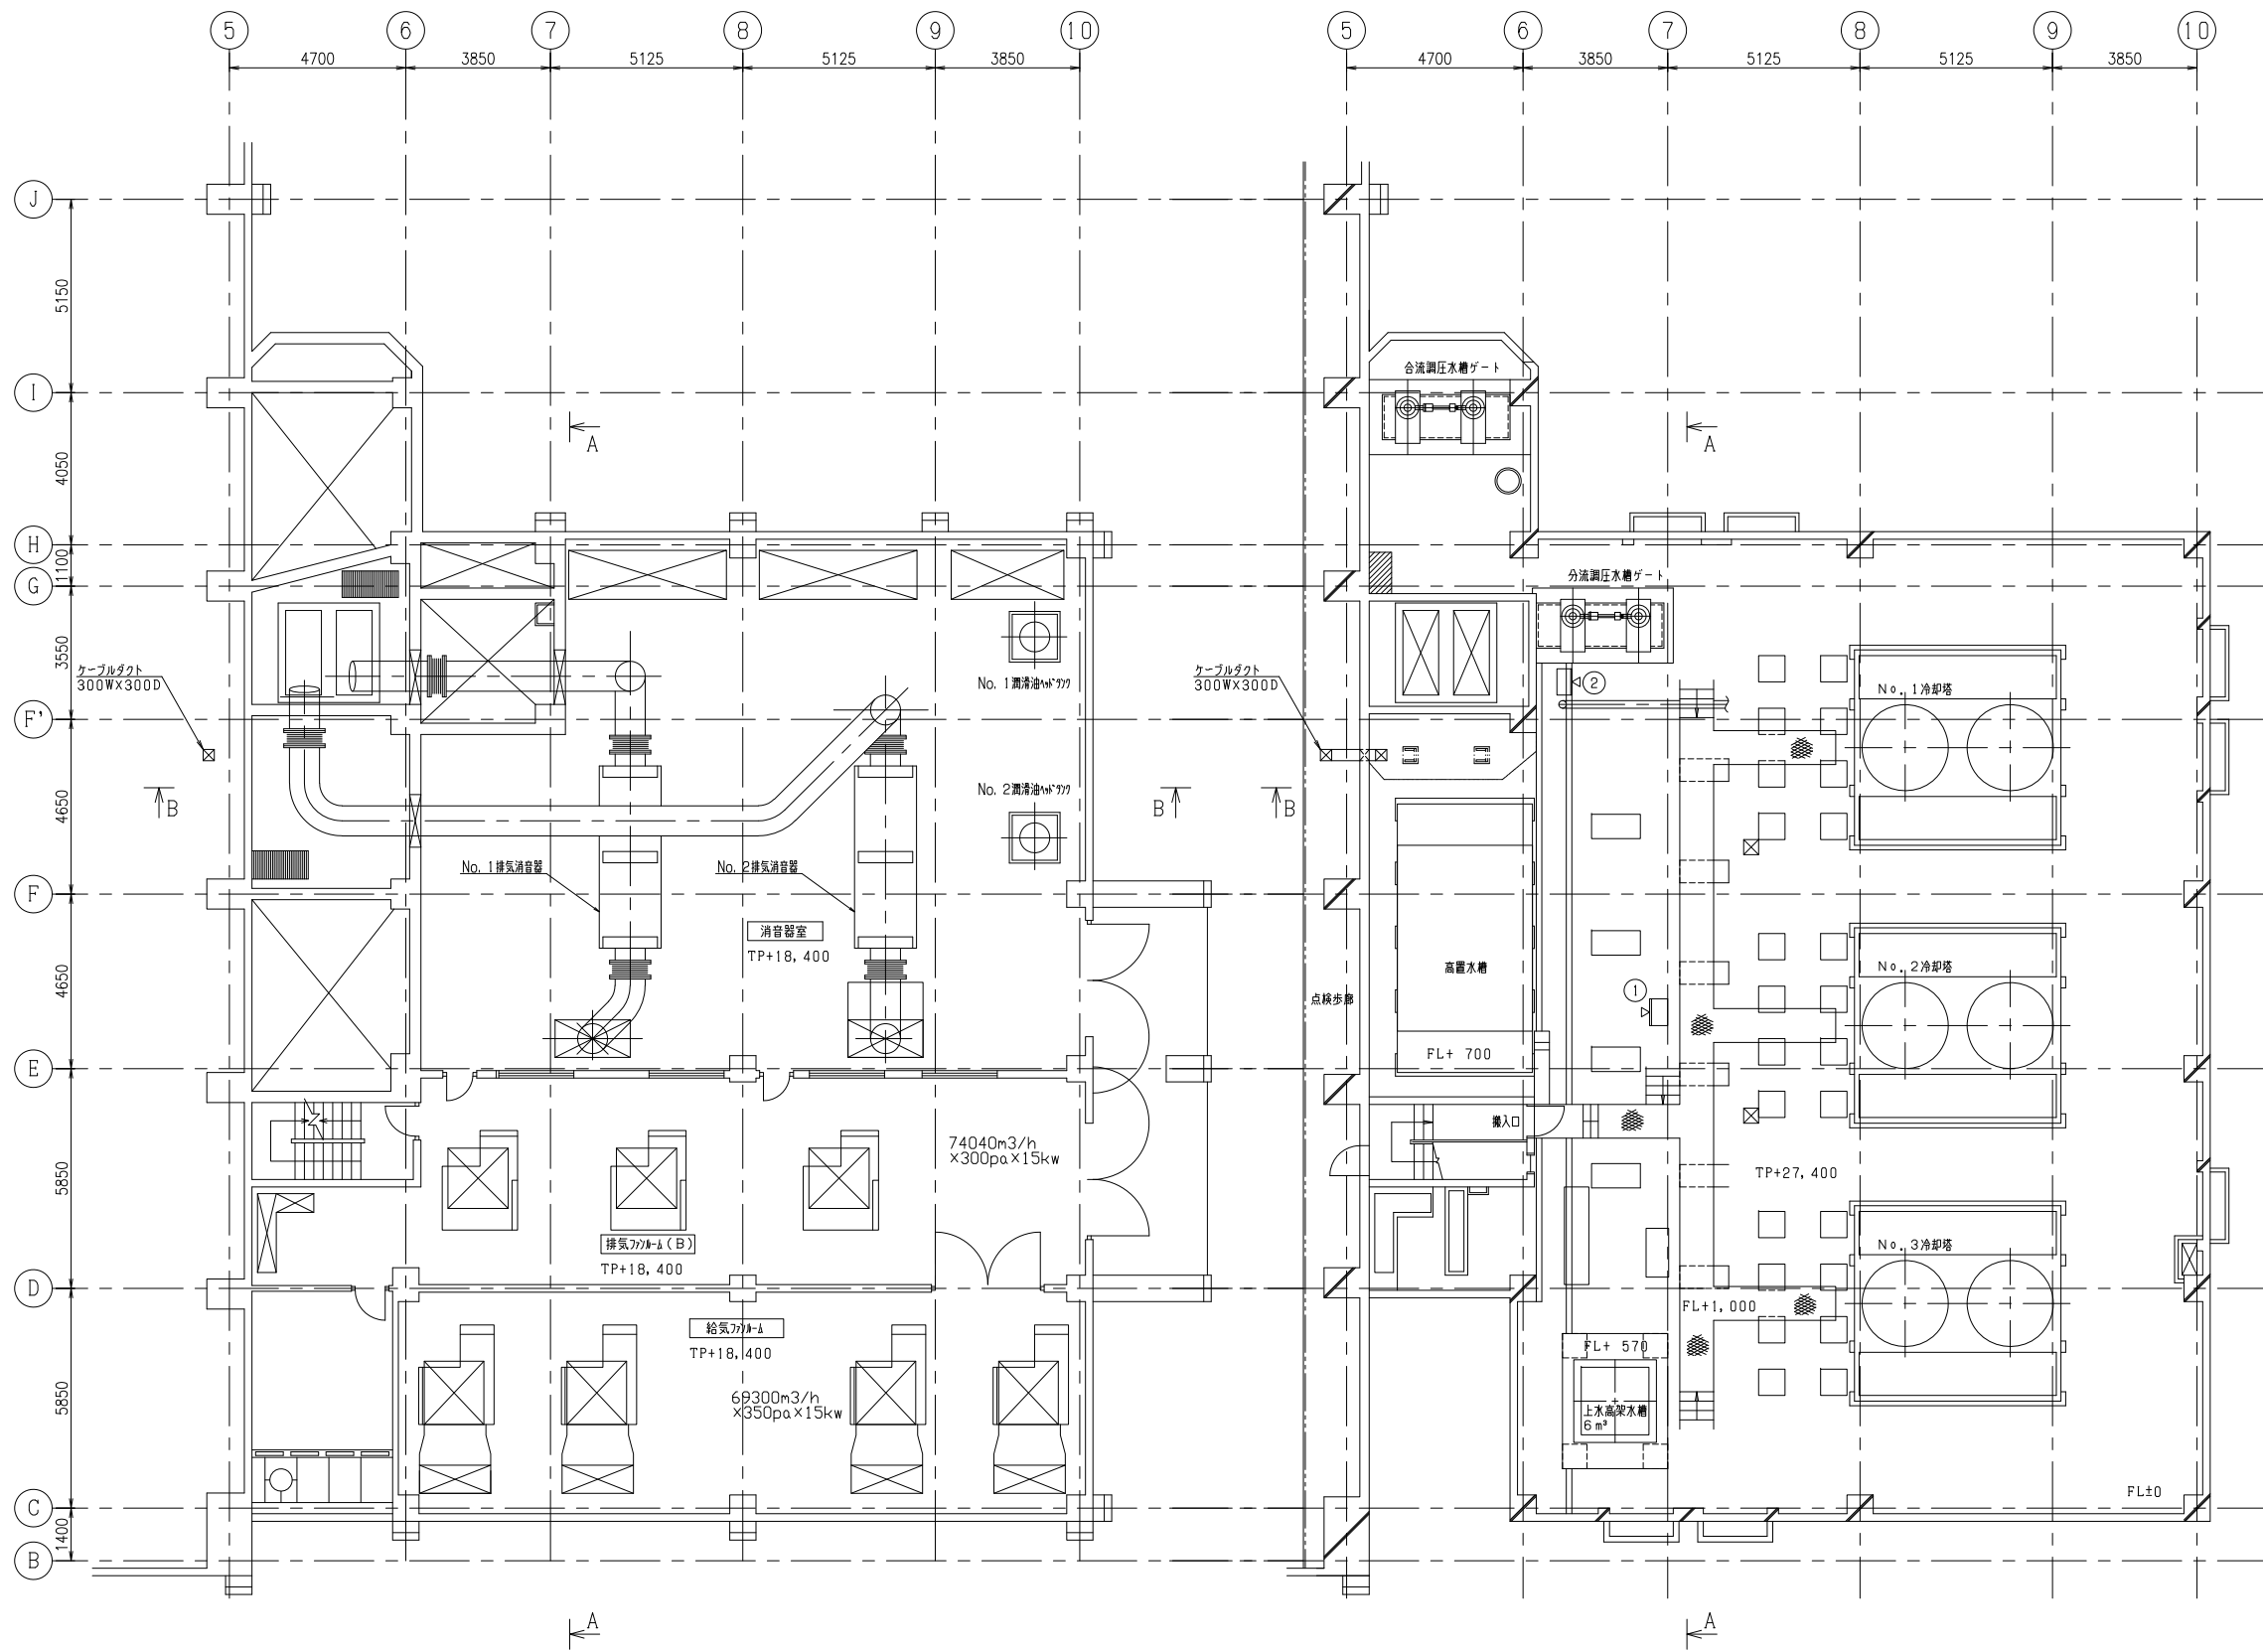 5 6 7 8 9 10
4700 3850 5125 5125 3850
5 6 7 8 9 10
4700 3850 5125 5125 3850
J
5150
I
4050
H
1100
G
3550
F'
4650
F
4650
E
5850
D
5850
C
1400
B
A
ケーブルダクト
300W×300D
B
B
No. 1潤滑油ﾍｯﾄﾞﾀﾝｸ
No. 2潤滑油ﾍｯﾄﾞﾀﾝｸ
No. 1排気消音器
No. 2排気消音器
消音器室
TP+18,400
74040m3/h
×300pa×15kw
排気ﾌｧﾝﾙｰﾑ(B)
TP+18,400
給気ﾌｧﾝﾙｰﾑ
TP+18,400
69300m3/h
×350pa×15kw
A
合流調圧水槽ゲート
A
分流調圧水槽ゲート
ケーブルダクト
300W×300D
2
No. 1冷却塔
B
高置水槽
点検歩廊
1
No. 2冷却塔
FL+ 700
搬入口
TP+27,400
No. 3冷却塔
FL+1,000
FL+ 570
上水高架水槽
6m³
FL±0
A